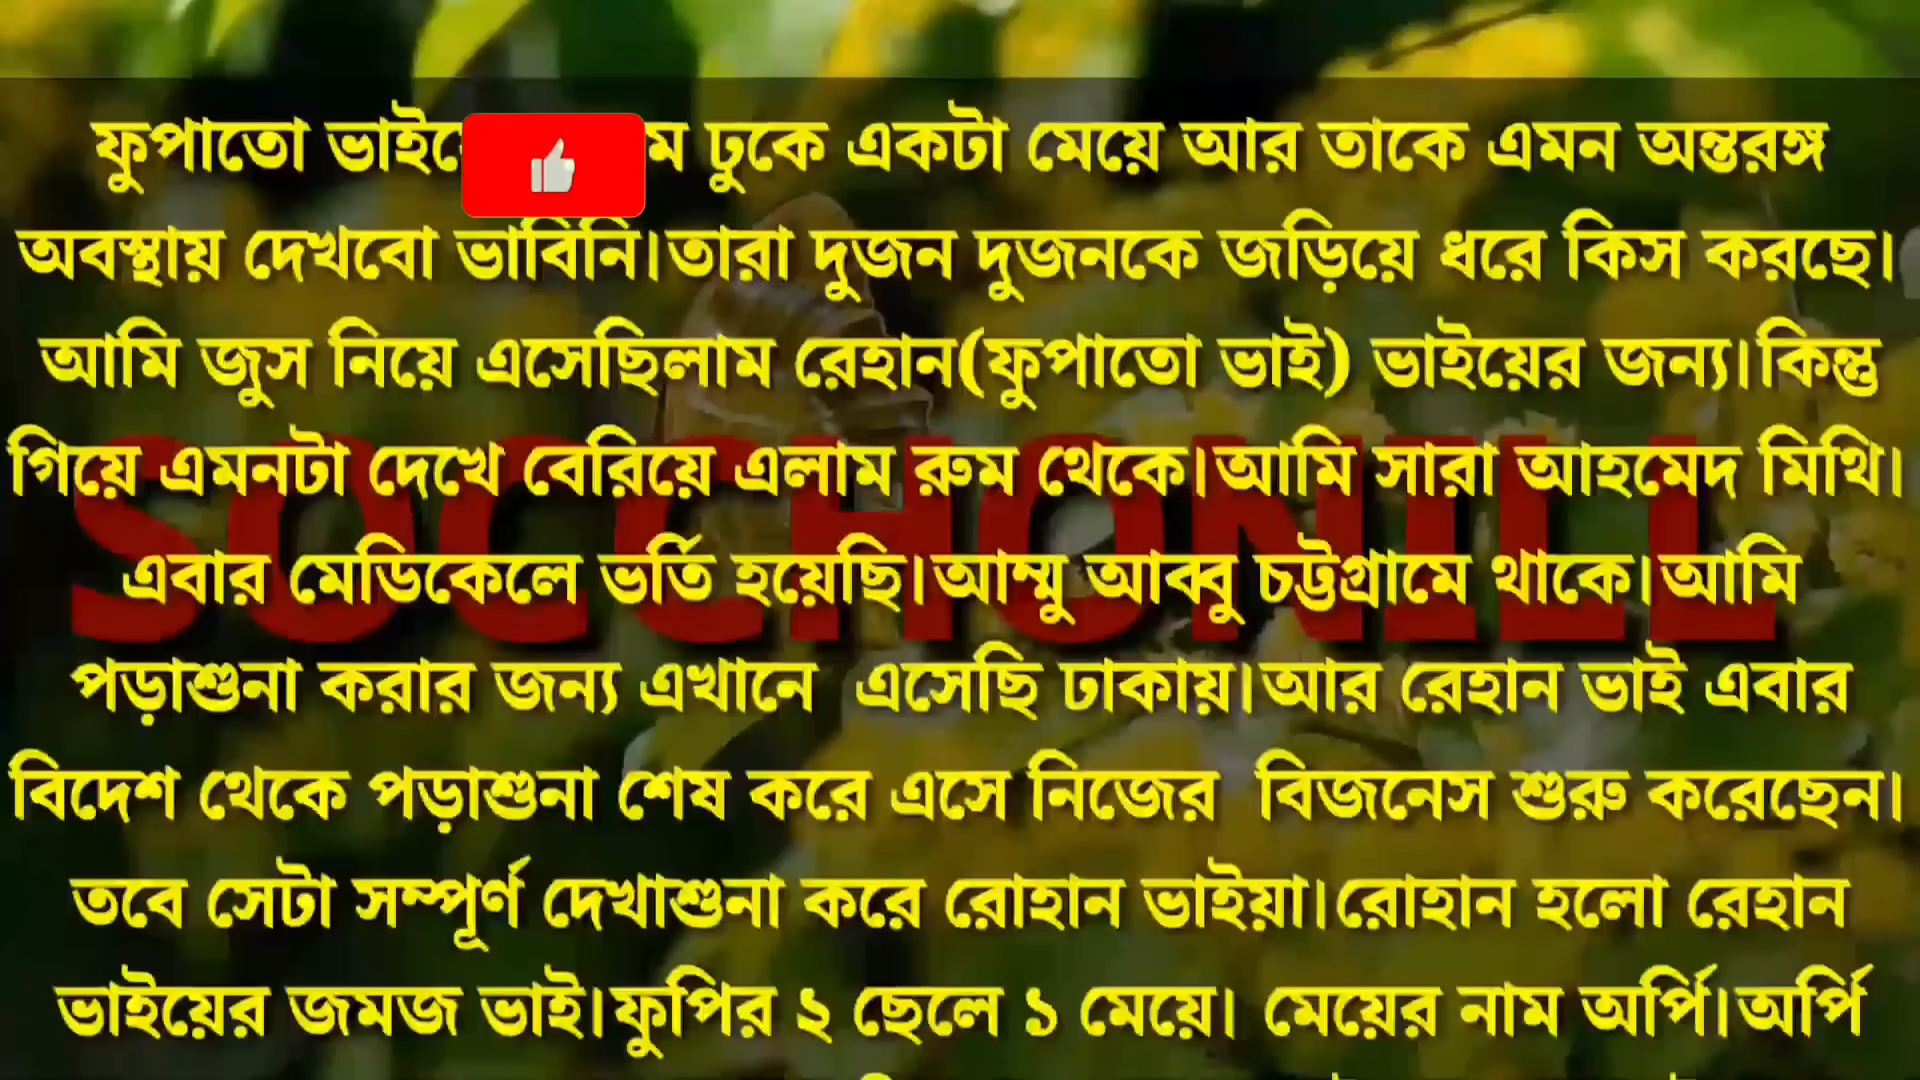 ফুপাতো ঢুকে একটা মেয়ে আর তাকে এমন অন্তরঙ্গ
অবস্থায় দেখবো ভাবিনি।তারা দুজন দুজনকে জড়িয়ে ধরে কিস করছে।
আমি জুস নিয়ে এসেছিলাম রেহান(ফুপাতো ভাই) ভাইয়ের জন্য।কিন্তু
গিয়ে এমনটা দেখে বেরিয়ে এলাম রুম থেকে।আমি সারা আহমেদ মিথি।
SOCCHONILL
এবার মেডিকেলে ভর্তি হয়েছি।আম্মু আব্বু চট্টগ্রামে থাকে।আমি
পড়াশুনা করার জন্য এখানে এসেছি ঢাকায়।আর রেহান ভাই এবার
বিদেশ থেকে পড়াশুনা শেষ করে এসে নিজের বিজনেস শুরু করেছেন।
তবে সেটা সম্পূর্ণ দেখাশুনা করে রোহান ভাইয়া।রোহান হলো রেহান
ভাইয়ের জমজ ভাই।ফুপির ২ ছেলে ১ মেয়ে। মেয়ের নাম অর্পি।অর্পি